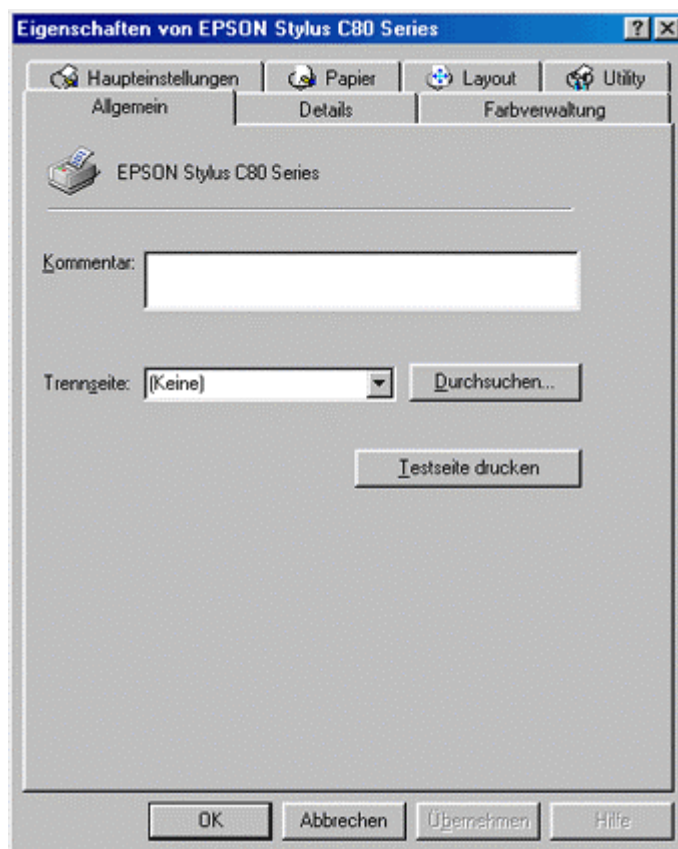 Eigenschaften von EPSON Stylus C80 Series
Haupteinstellungen Papier Layout Utility
Allgemein Details Farbverwaltung
EPSON Stylus C80 Series
Kommentar:
Trennseite: (Keine) Durchsuchen...
Testseite drucken
OK Abbrechen Übernehmen Hilfe